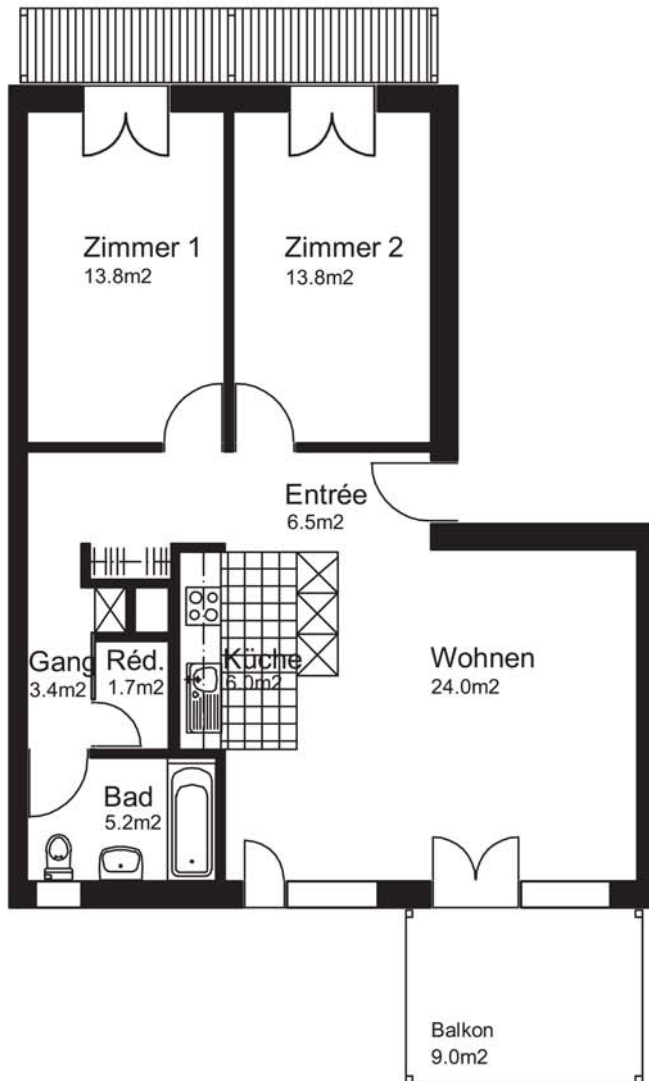 Zimmer 1
13.8m2
Zimmer 2
13.8m2
Entrée
6.5m2
Gang
3.4m2
Réd.
1.7m2
Küche
6.0m2
Wohnen
24.0m2
Bad
5.2m2
Balkon
9.0m2